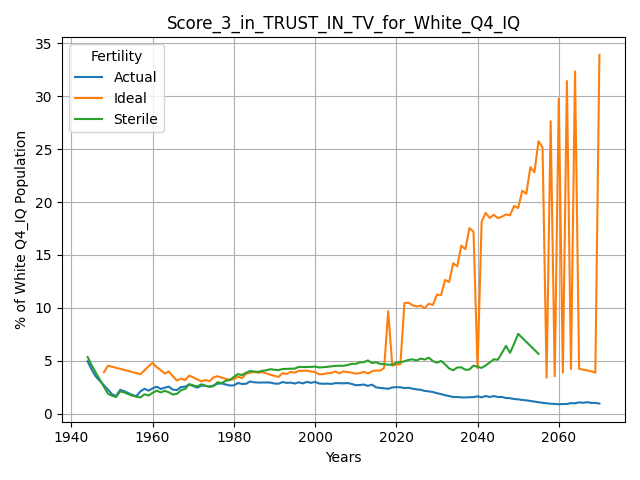 Score_3_in_TRUST_IN_TV_for_White_Q4_IQ
Fertility
Actual
Ideal
Sterile
% of White Q4_IQ Population
35
30
25
20
15
10
5
0
1940
1960
1980
2000
2020
2040
2060
Years